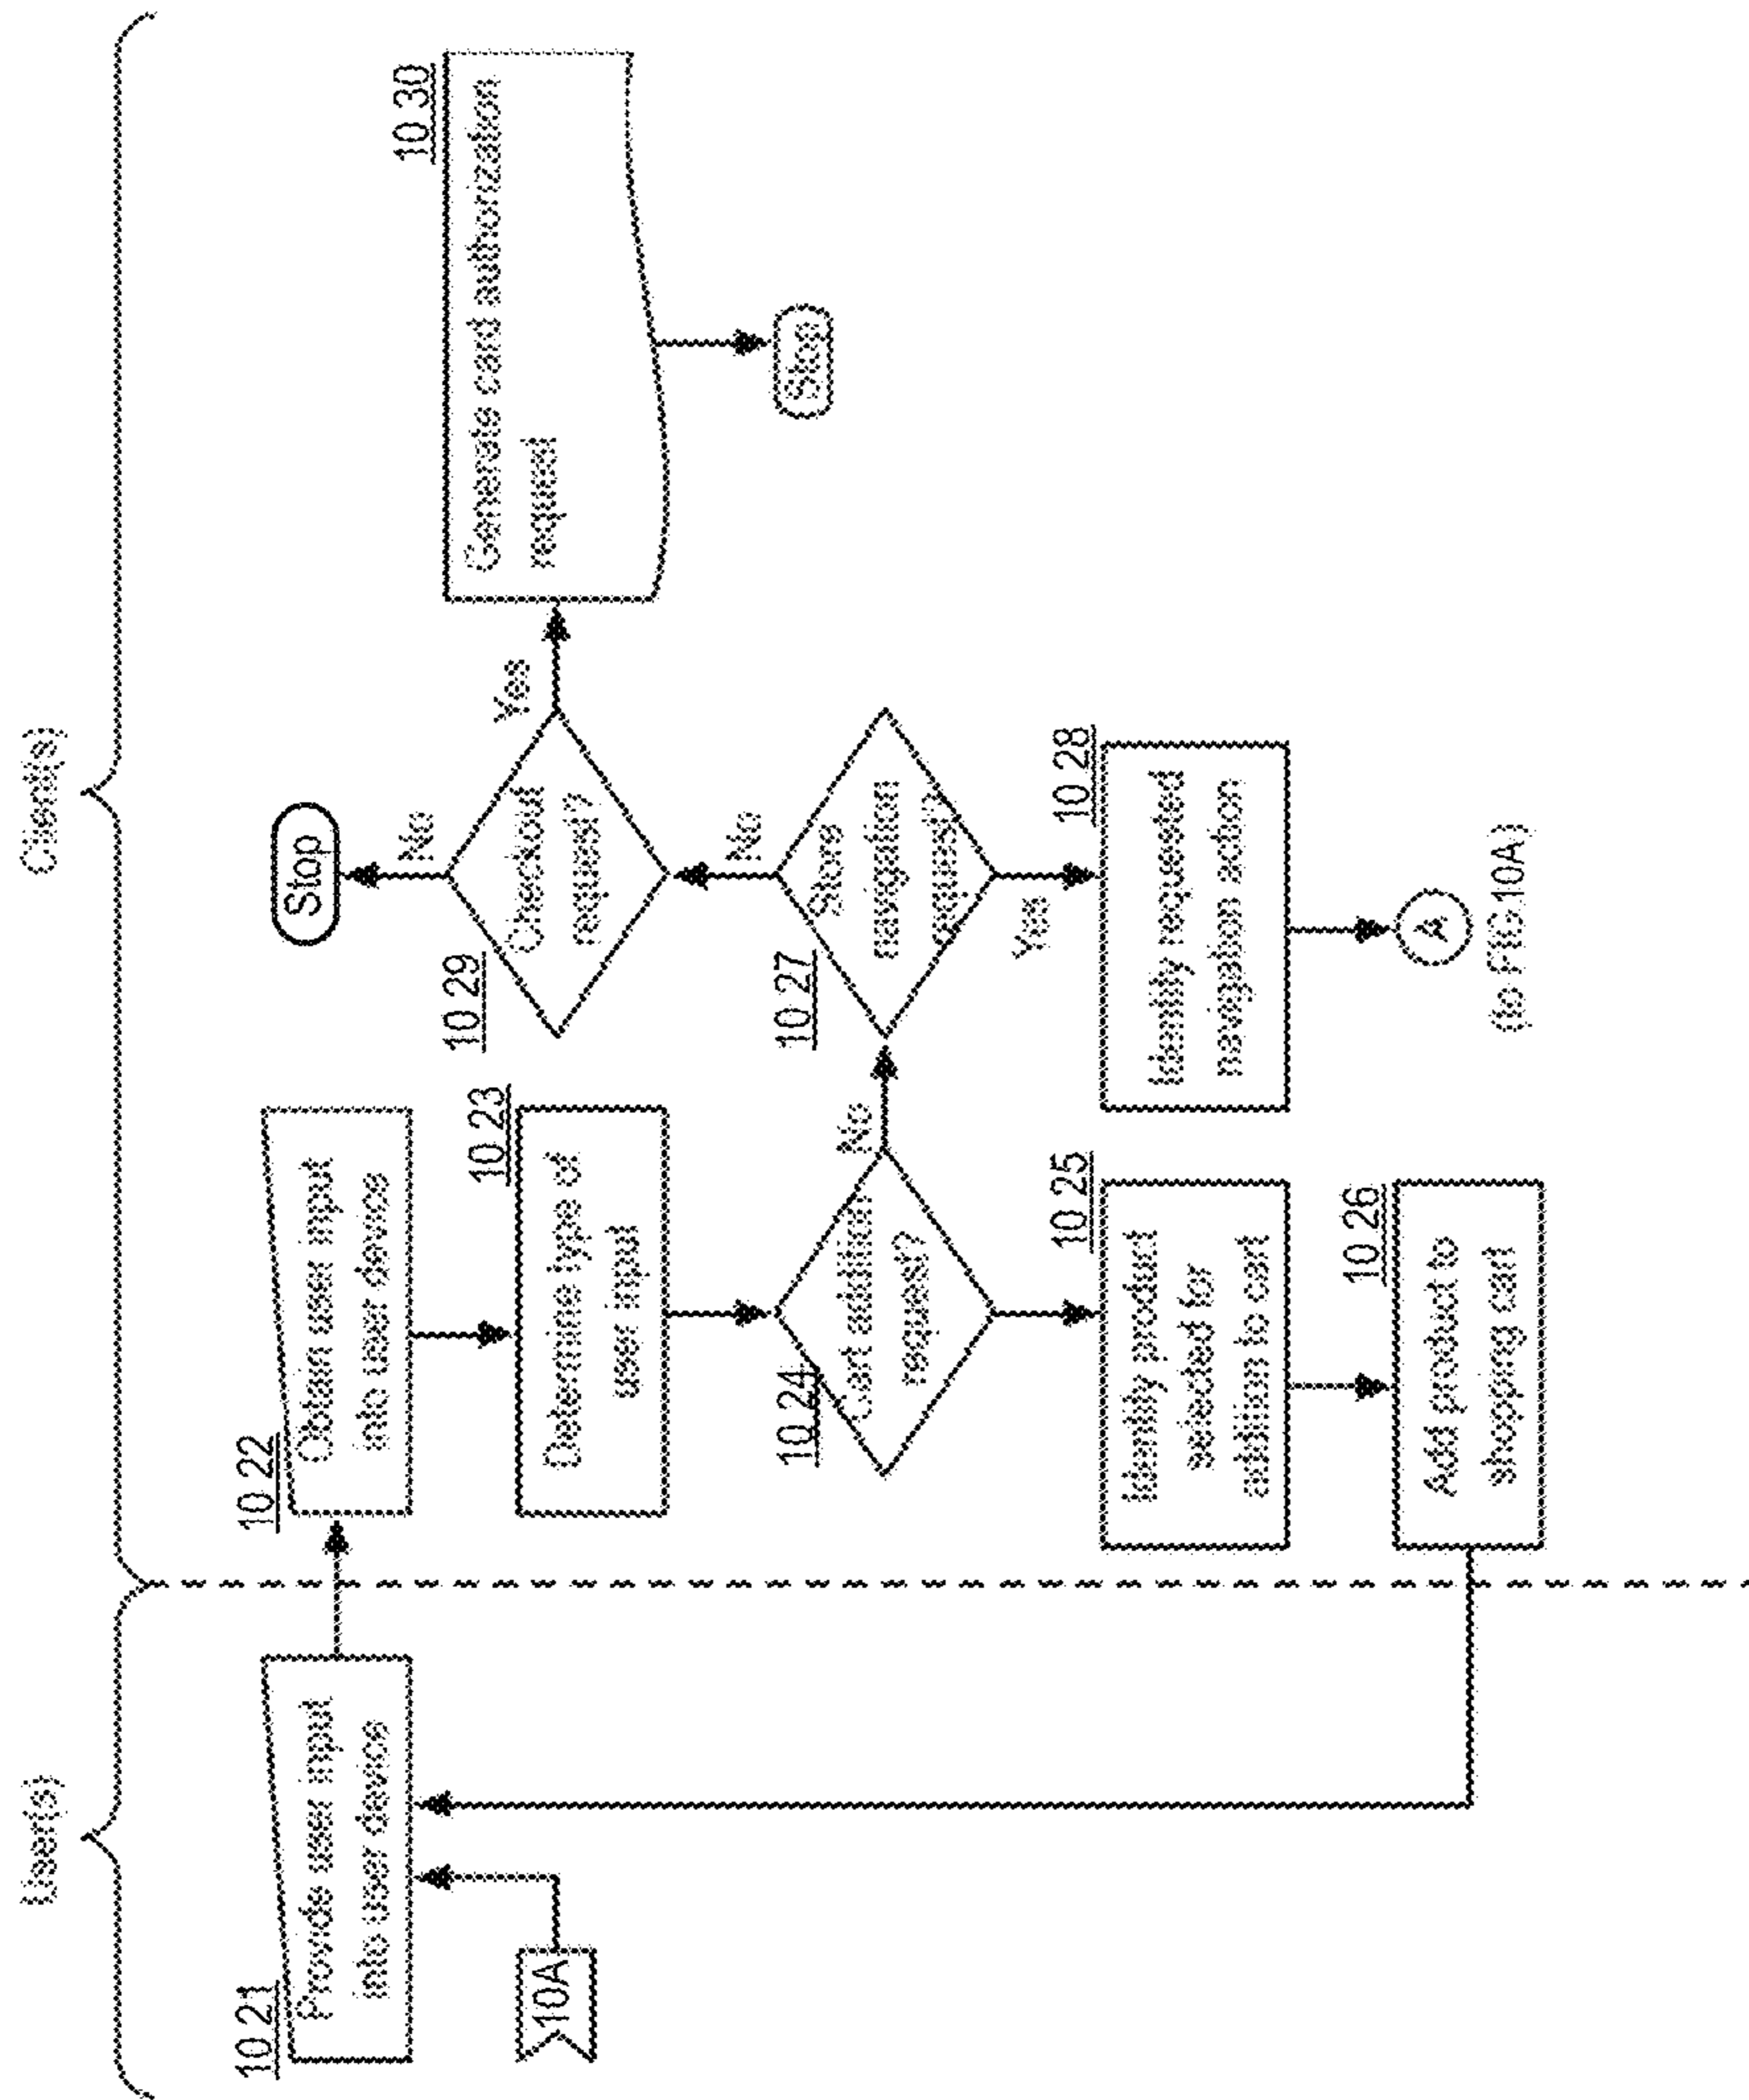 User(s)
Client(s)
10 21
Provide user input
into user device
10A
10 22
Obtain user input
into user device
10 23
Determine type of
user input
10 24
Cart addition
request?
No
10 25
Identify product
selected for
addition to cart
10 26
Add product to
shopping cart
10 27
Store
navigation
request?
No
Yes
10 28
Identify requested
navigation action
A
(to FIG.10A)
10 29
Checkout
request?
No
Stop
Yes
10 30
Generate card authorization
request
Stop